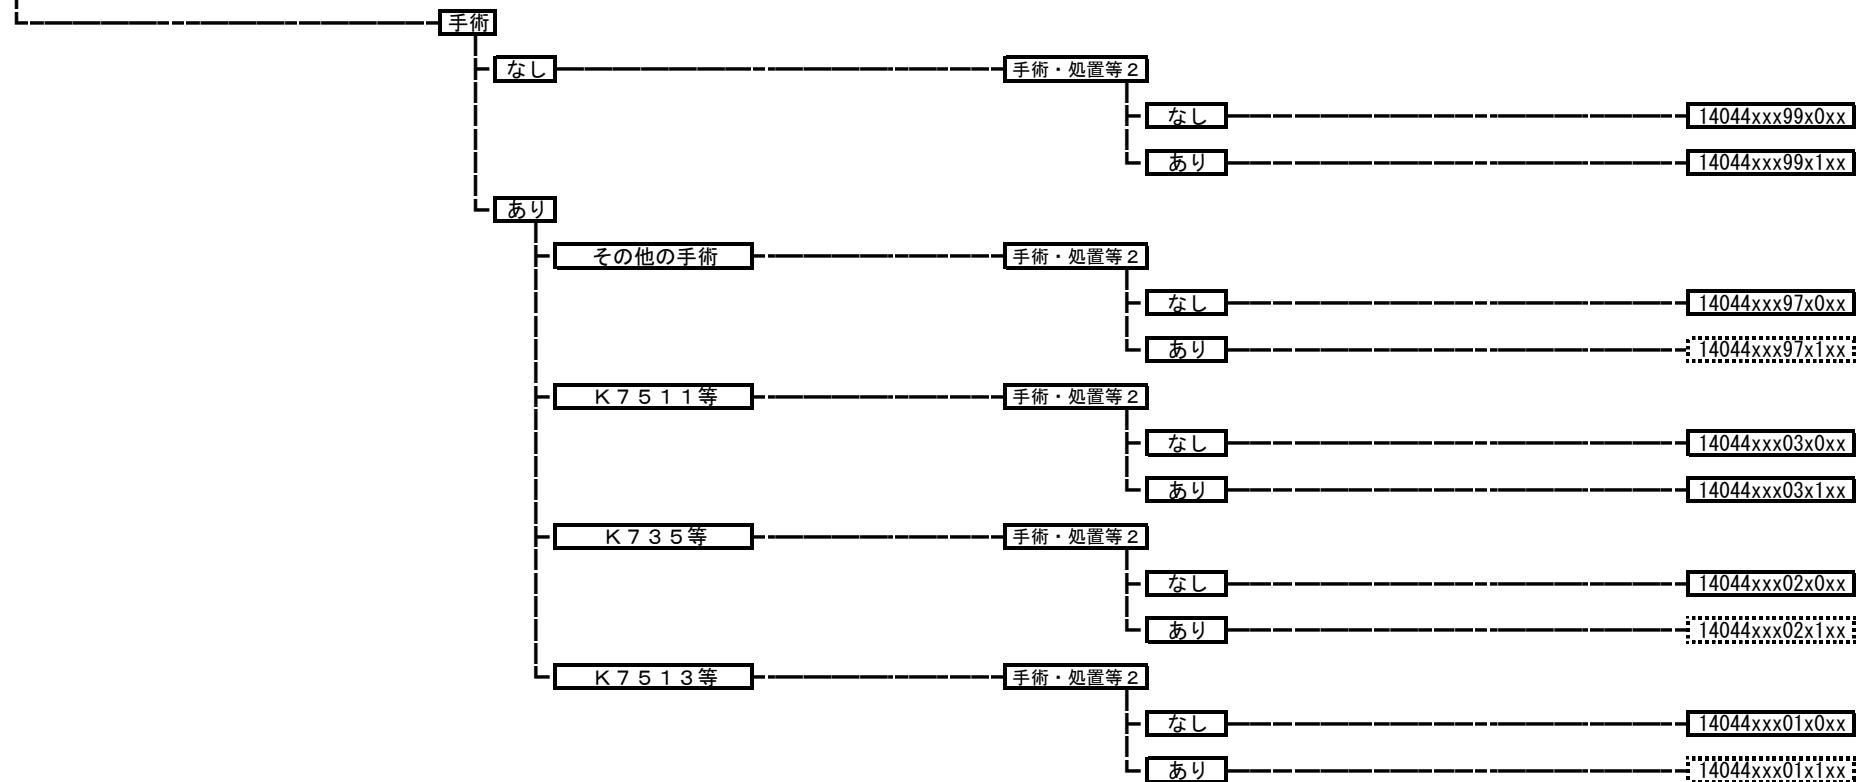 手術
なし 手術・処置等２
なし 14044xxx99x0xx
あり 14044xxx99x1xx
あり
その他の手術 手術・処置等２
なし 14044xxx97x0xx
あり 14044xxx97x1xx
Ｋ７５１１等 手術・処置等２
なし 14044xxx03x0xx
あり 14044xxx03x1xx
Ｋ７３５等 手術・処置等２
なし 14044xxx02x0xx
あり 14044xxx02x1xx
Ｋ７５１３等 手術・処置等２
なし 14044xxx01x0xx
あり 14044xxx01x1xx